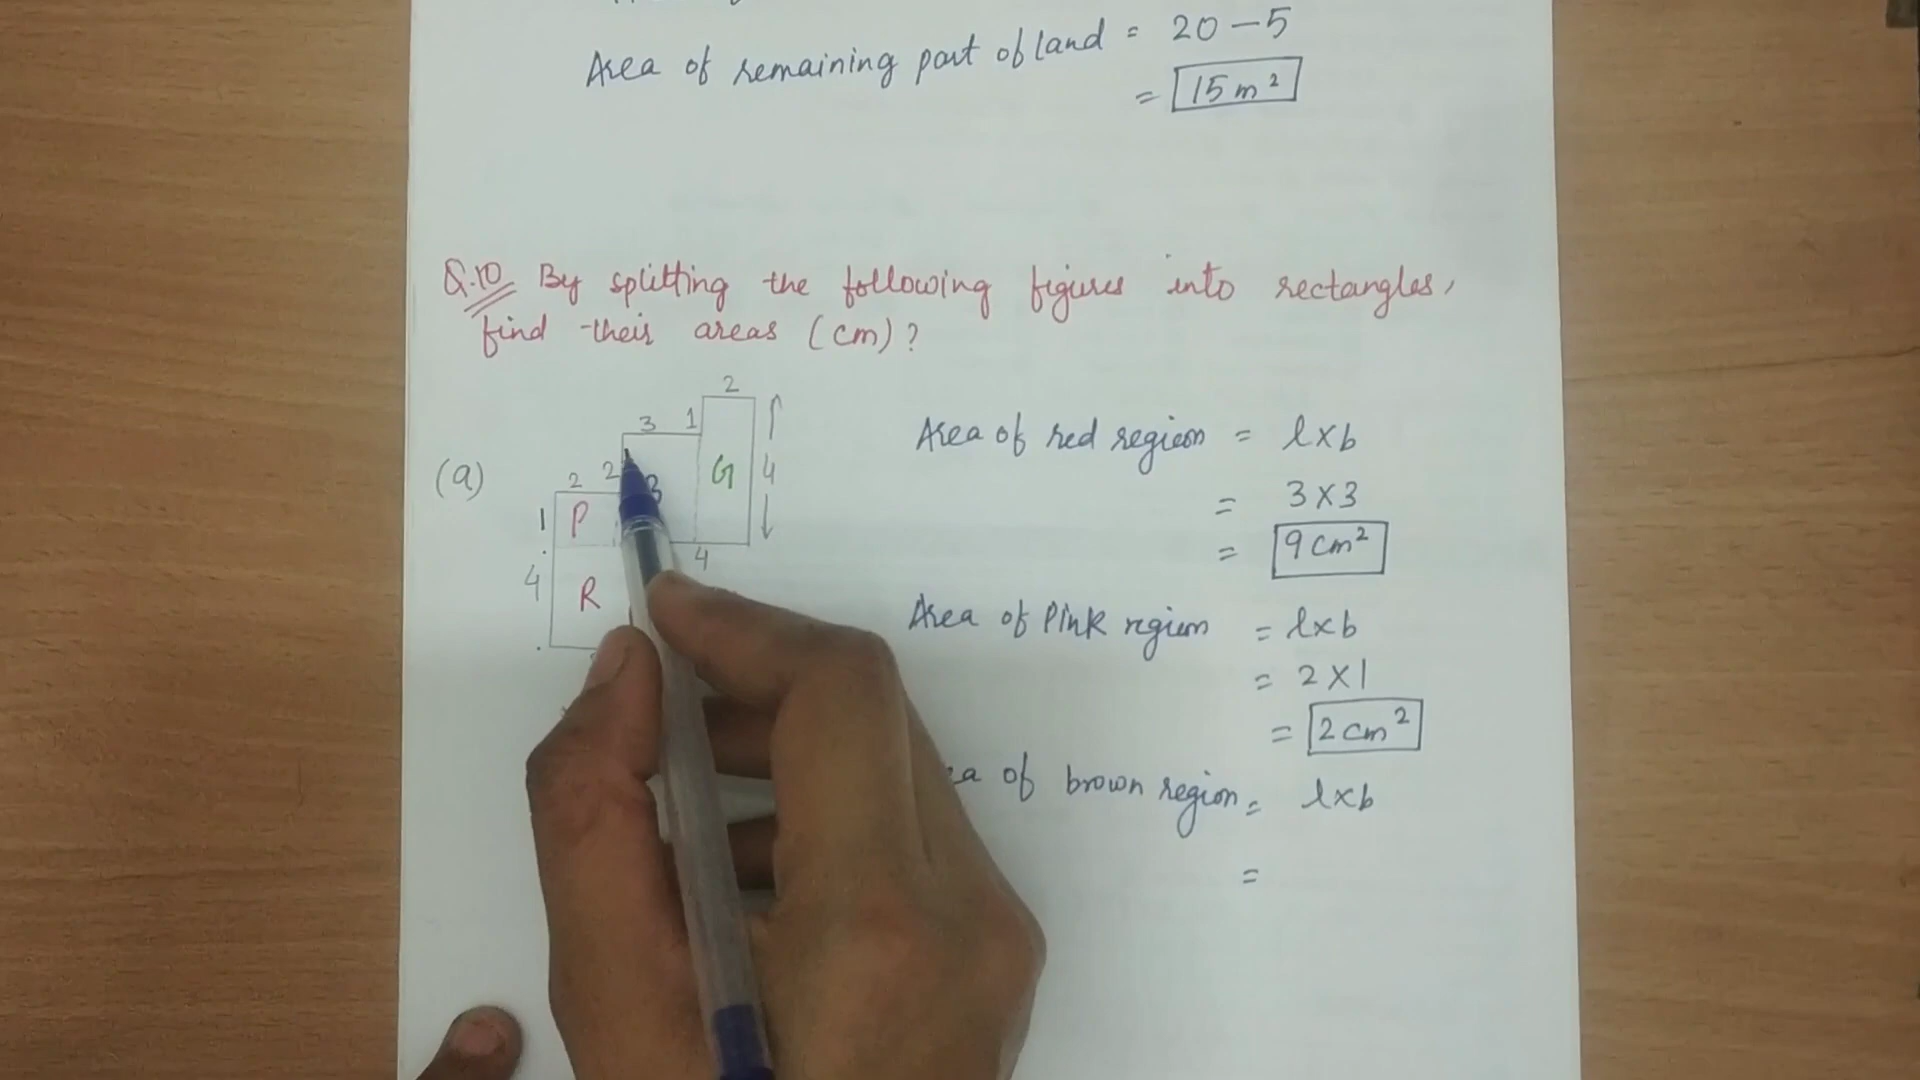 Area of remaining part of land = 20 - 5
= 15 m²
Q.10 By splitting the following figures into rectangles,
find their areas (cm) ?
(a)
2
3 1
2 2 G 4
1 P
4 4
R
Area of red region = l x b
= 3 x 3
= 9 cm²
Area of Pink region = l x b
= 2 x 1
= 2 cm²
of brown region = l x b
=